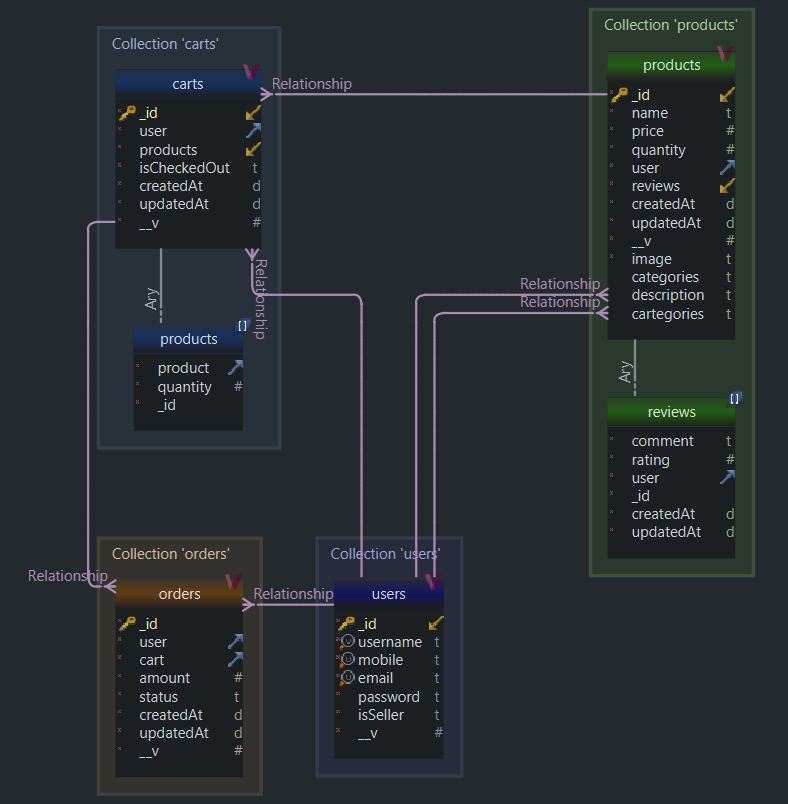 Collection 'carts'
carts
_id
user
products
isCheckedOut t
createdAt d
updatedAt d
__v #
Relationship
Ary
Relationship
products
[]
product
quantity #
_id
Collection 'products'
products
_id
name t
price #
quantity #
user
reviews
createdAt d
updatedAt d
__v #
image t
categories t
description t
cartegories t
Relationship
Relationship
Ary
reviews
[]
comment t
rating #
user
_id
createdAt d
updatedAt d
Collection 'orders'
Relationship
orders
_id
user
cart
amount #
status t
createdAt d
updatedAt d
__v #
Relationship
Collection 'users'
users
_id
U username t
U mobile t
U email t
password t
isSeller t
__v #